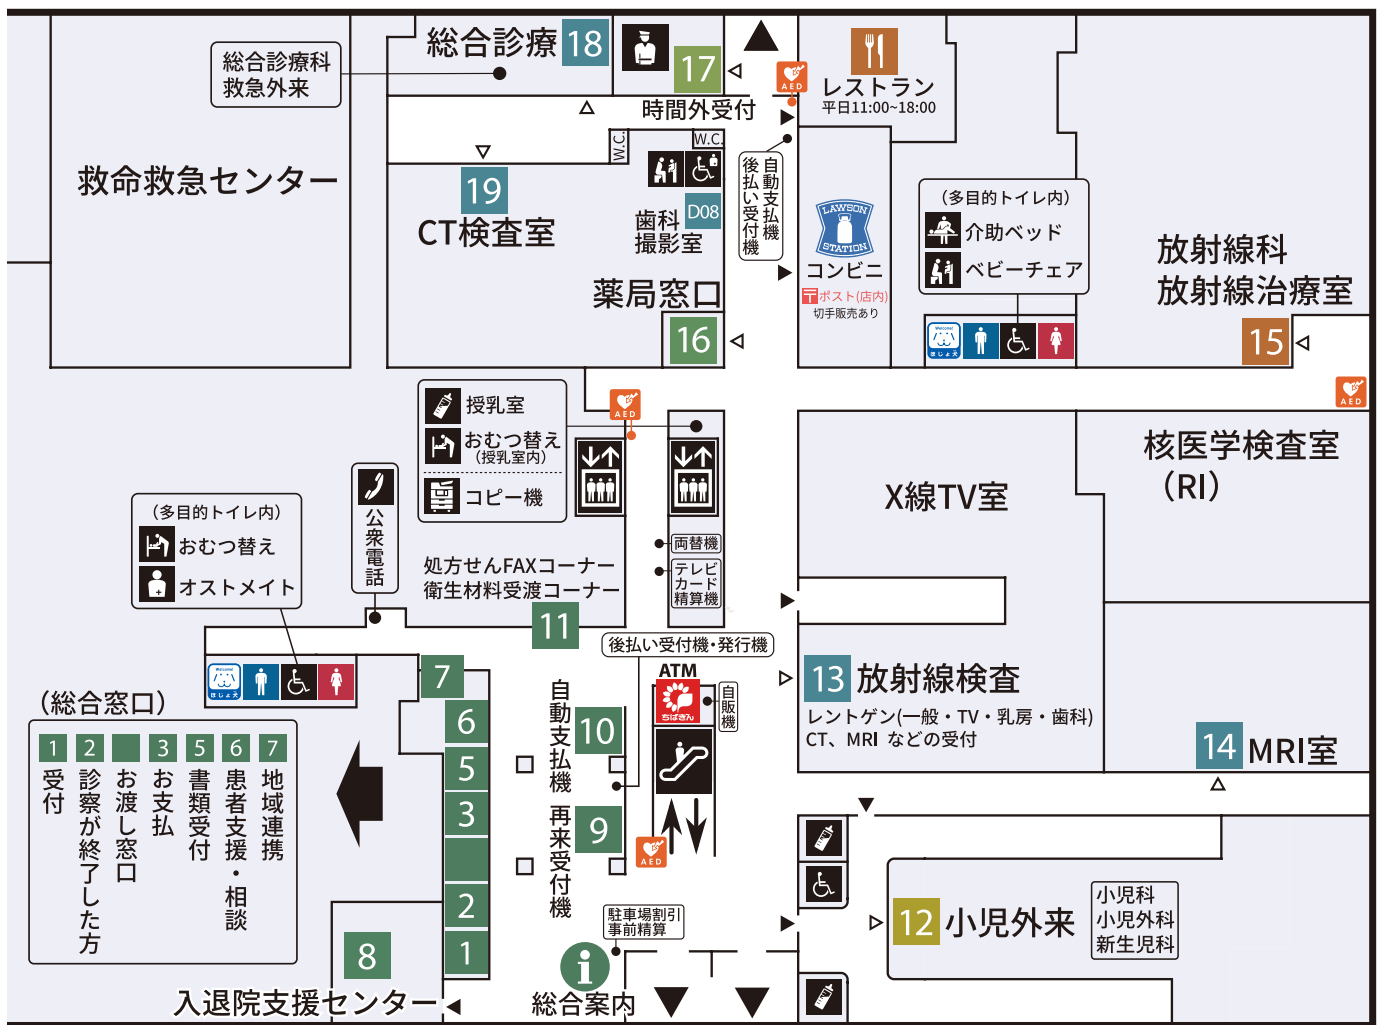 総合診療 18
総合診療科
救急外来
17
時間外受付
AED
レストラン
平日11:00~18:00
救命救急センター
19
CT検査室
W.C.
W.C.
D08
歯科
撮影室
薬局窓口
16
自動支払機
後払い受付機
LAWSON
STATION
コンビニ
〒ポスト(店内)
切手販売あり
(多目的トイレ内)
介助ベッド
ベビーチェア
Welcome!
ほじょ犬
放射線科
放射線治療室
15
AED
授乳室
おむつ替え
(授乳室内)
コピー機
AED
X線TV室
核医学検査室
(RI)
公衆電話
(多目的トイレ内)
おむつ替え
オストメイト
処方せんFAXコーナー
衛生材料受渡コーナー
11
両替機
テレビ
カード
精算機
後払い受付機・発行機
ATM
ちばぎん
自販機
13 放射線検査
レントゲン(一般・TV・乳房・歯科)
CT、MRI などの受付
14 MRI室
Welcome!
ほじょ犬
7
6
5
3
2
1
(総合窓口)
1 受付
2 診察が終了した方
お渡し窓口
3 お支払
5 書類受付
6 患者支援・相談
7 地域連携
自動支払機
10
再来受付機
9
AED
駐車場割引
事前精算
総合案内
8
入退院支援センター
12 小児外来
小児科
小児外科
新生児科